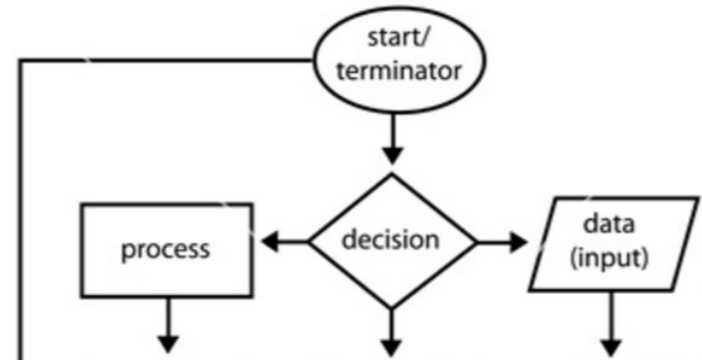 start/
terminator
process
decision
data
(input)